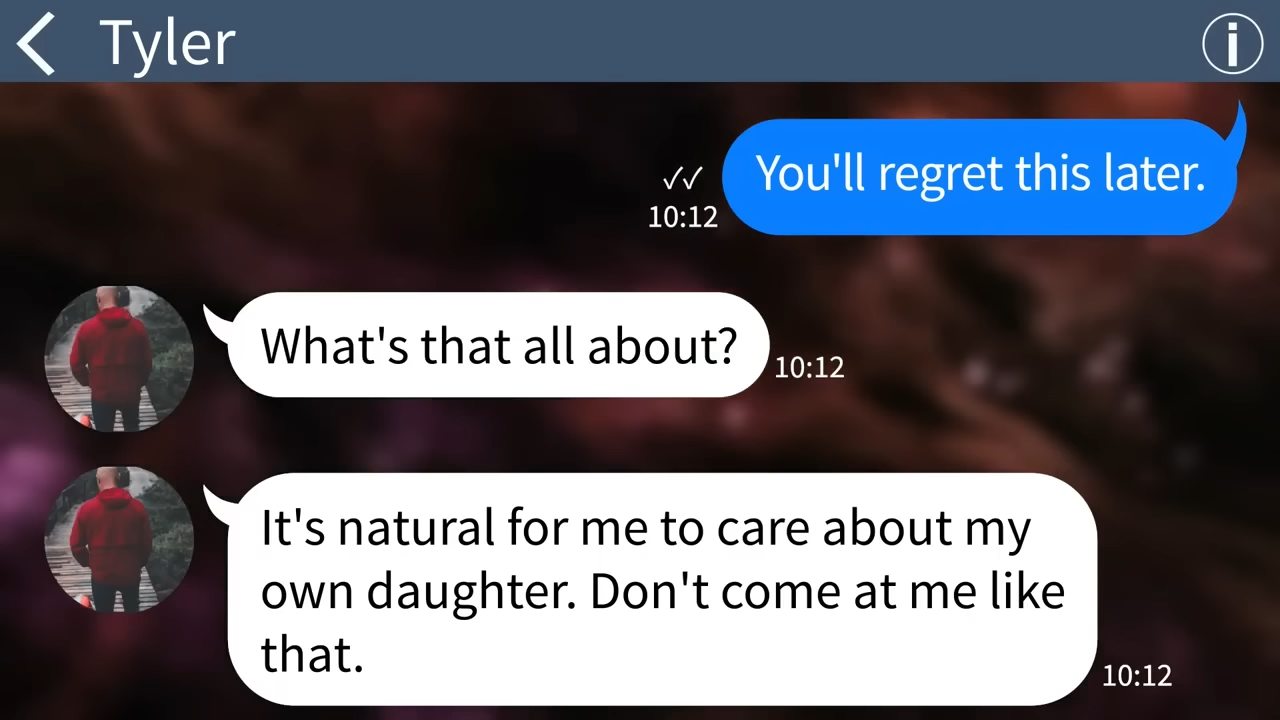 Tyler
You'll regret this later.
✓✓
10:12
What's that all about?
10:12
It's natural for me to care about my
own daughter. Don't come at me like
that.
10:12